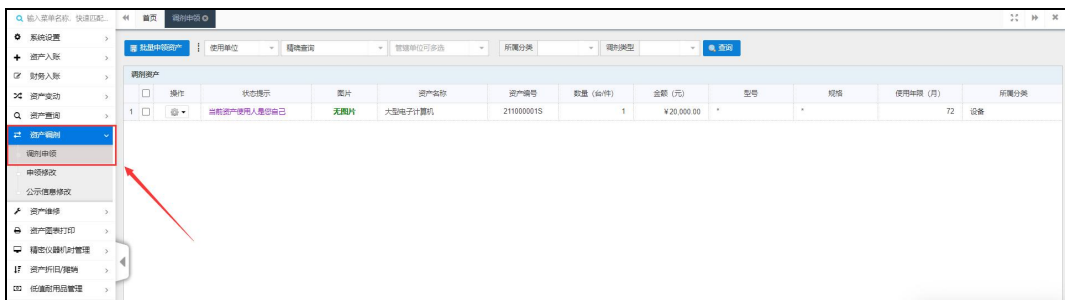 输入菜单名称、快速匹配...
首页
调剂申领
系统设置
资产入账
财务入账
资产变动
资产查询
资产调剂
调剂申领
申领修改
公示信息修改
资产维修
资产图表打印
精密仪器机时管理
资产折旧/摊销
低值耐用品管理
批量申领资产 使用单位 精确查询 管辖单位可多选 所属分类 调剂类型 查询
调剂资产
操作 状态提示 图片 资产名称 资产编号 数量（台/件） 金额（元） 型号 规格 使用年限（月） 所属分类
1 当前资产使用人是您自己 无图片 大型电子计算机 211000001S 1 ￥20,000.00 * * 72 设备